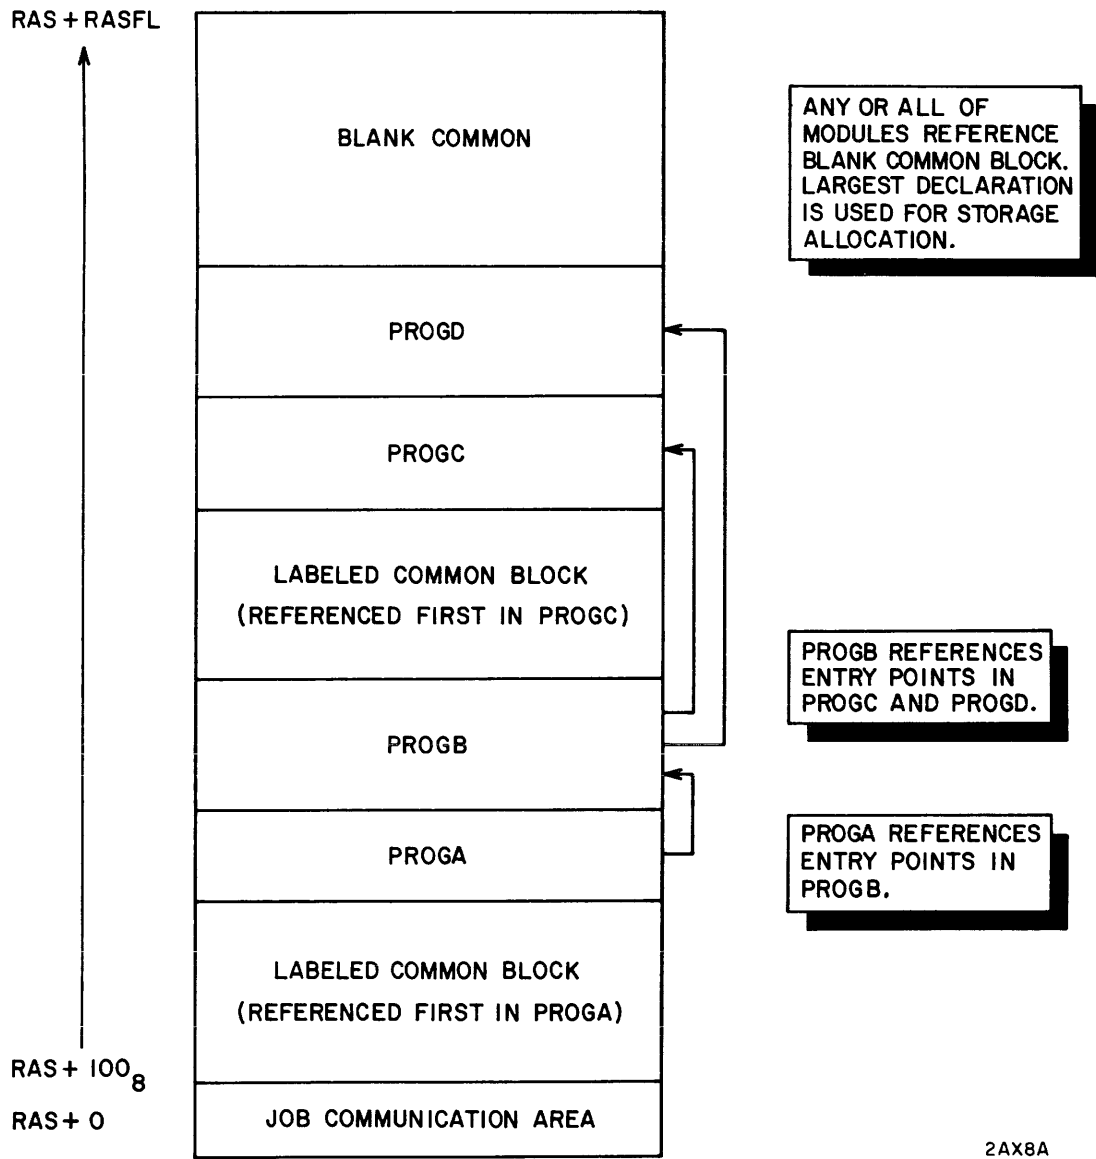 RAS + RASFL
BLANK COMMON
ANY OR ALL OF
MODULES REFERENCE
BLANK COMMON BLOCK.
LARGEST DECLARATION
IS USED FOR STORAGE
ALLOCATION.
PROGD
PROGC
LABELED COMMON BLOCK
(REFERENCED FIRST IN PROGC)
PROGB REFERENCES
ENTRY POINTS IN
PROGC AND PROGD.
PROGB
PROGA REFERENCES
ENTRY POINTS IN
PROGB.
PROGA
LABELED COMMON BLOCK
(REFERENCED FIRST IN PROGA)
RAS + 100₈
RAS + 0
JOB COMMUNICATION AREA
2AX8A